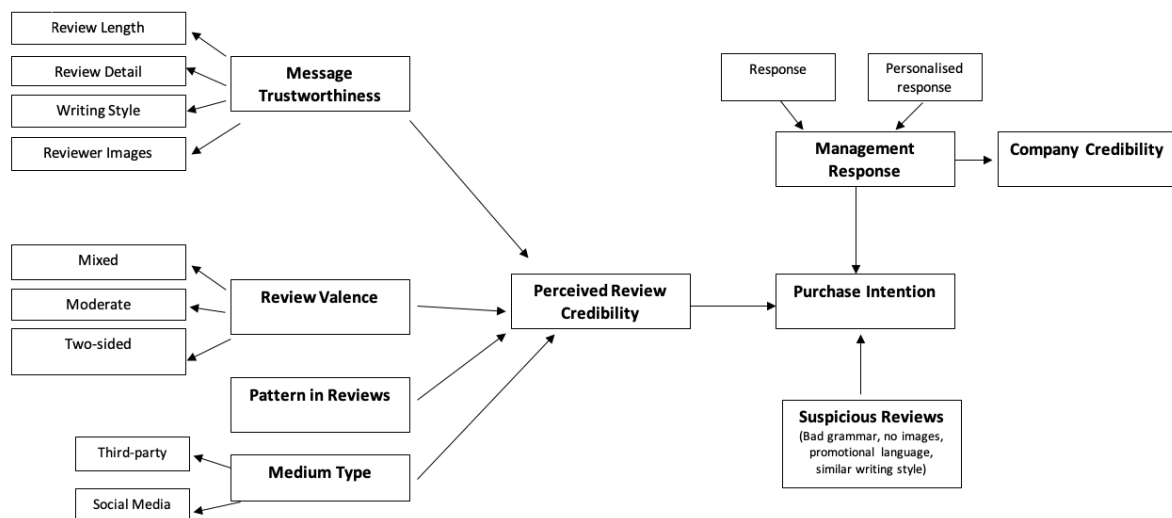 Review Length
Review Detail
Writing Style
Reviewer Images
Message
Trustworthiness
Response
Personalised
response
Management
Response
Company Credibility
Mixed
Moderate
Two-sided
Review Valence
Perceived Review
Credibility
Purchase Intention
Pattern in Reviews
Third-party
Social Media
Medium Type
Suspicious Reviews
(Bad grammar, no images,
promotional language,
similar writing style)